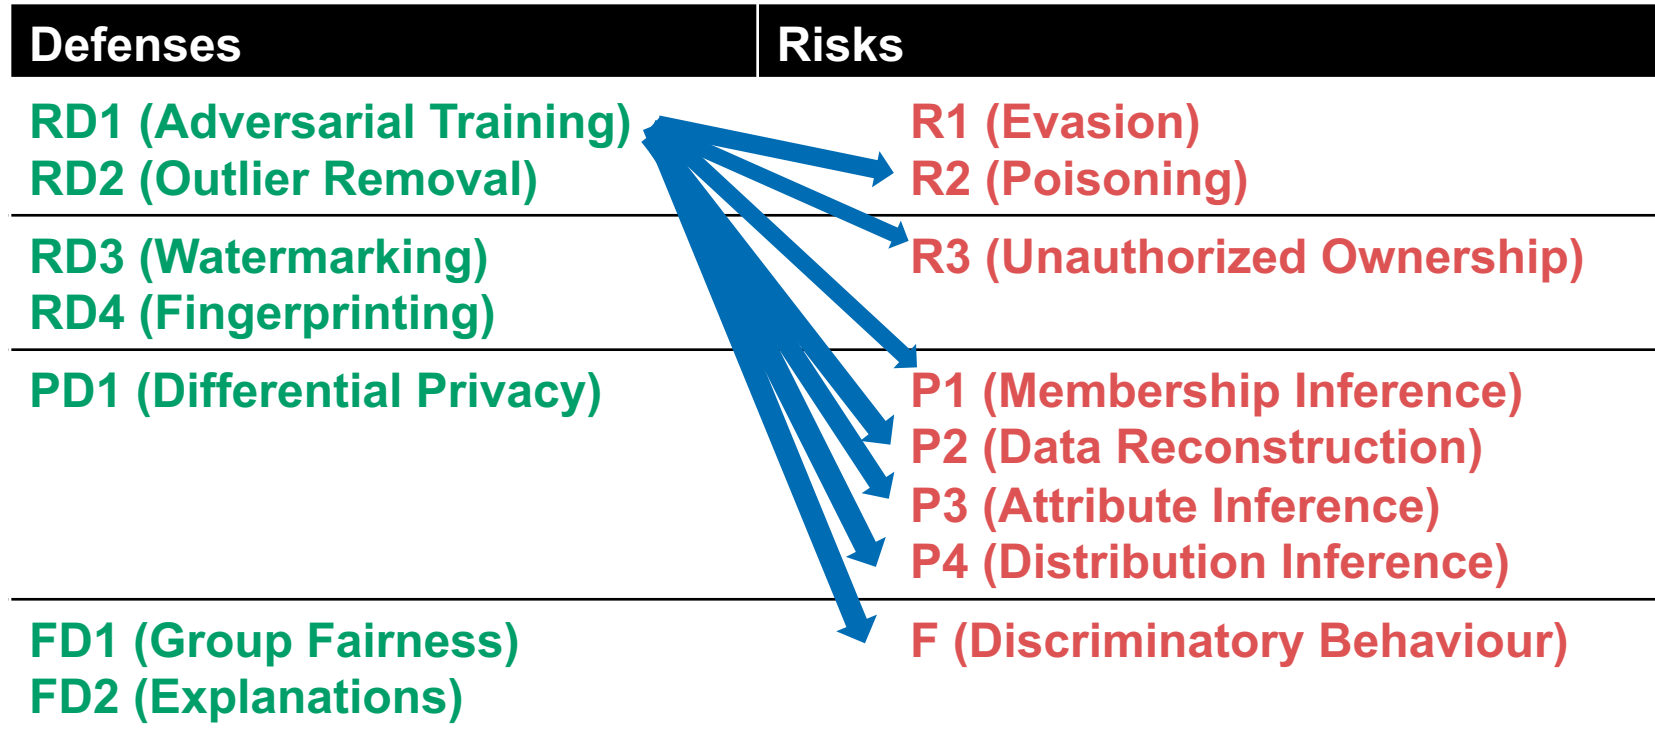 Defenses
Risks
RD1 (Adversarial Training)
R1 (Evasion)
RD2 (Outlier Removal)
R2 (Poisoning)
RD3 (Watermarking)
R3 (Unauthorized Ownership)
RD4 (Fingerprinting)
PD1 (Differential Privacy)
P1 (Membership Inference)
P2 (Data Reconstruction)
P3 (Attribute Inference)
P4 (Distribution Inference)
FD1 (Group Fairness)
F (Discriminatory Behaviour)
FD2 (Explanations)